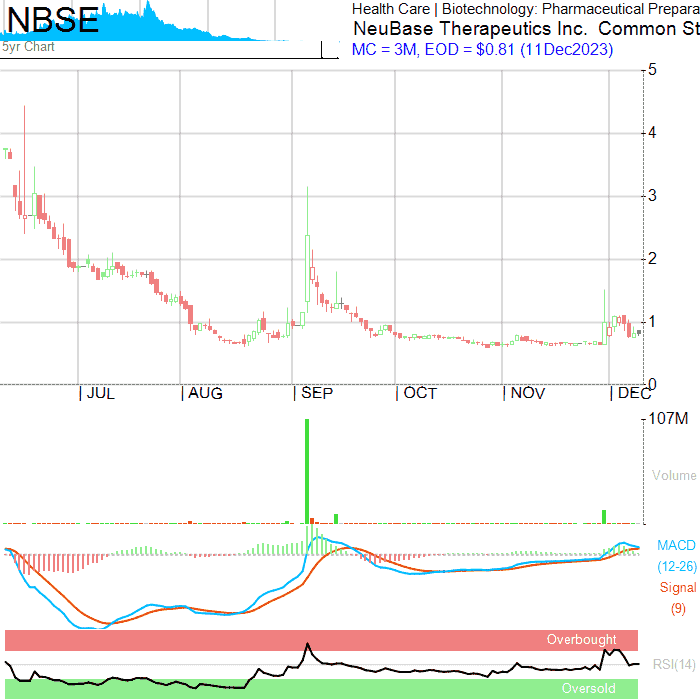 NBSE
5yr Chart
Health Care | Biotechnology: Pharmaceutical Prepara
NeuBase Therapeutics Inc. Common St
MC = 3M, EOD = $0.81 (11Dec2023)
5
4
3
2
1
0
| JUL | AUG | SEP | OCT | NOV | DEC
107M
Volume
MACD
(12-26)
Signal
(9)
Overbought
RSI(14)
Oversold